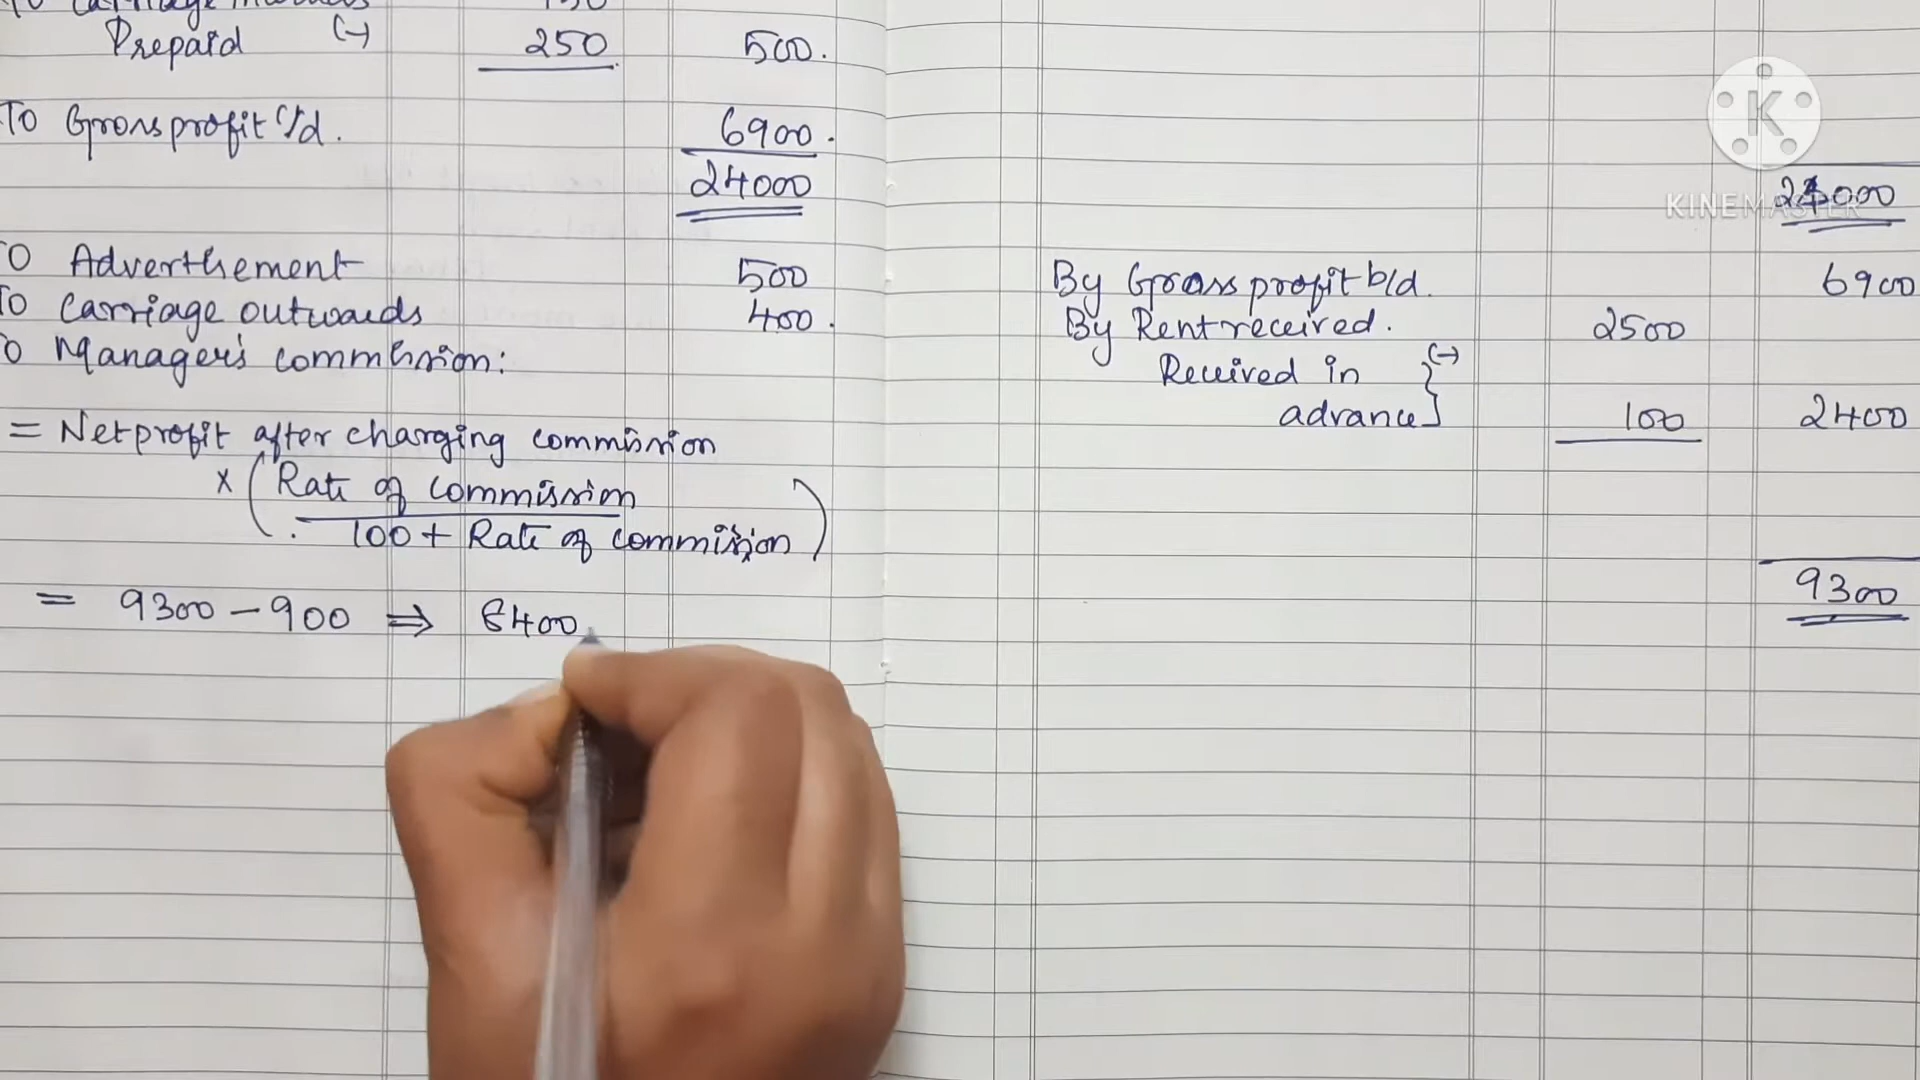 Prepaid (-) 250 500.
To Gross profit c/d. 6900.
24000
To Advertisement 500
To Carriage outwards 400.
To Manager's commission:
= Net profit after charging commission
x ( Rate of commission
100 + Rate of commission )
= 9300 - 900 ⇒ 8400
K
KINEMASTER
24000
By Gross profit b/d. 6900
By Rent received. 2500
Received in (-)
advance 100 2400
9300